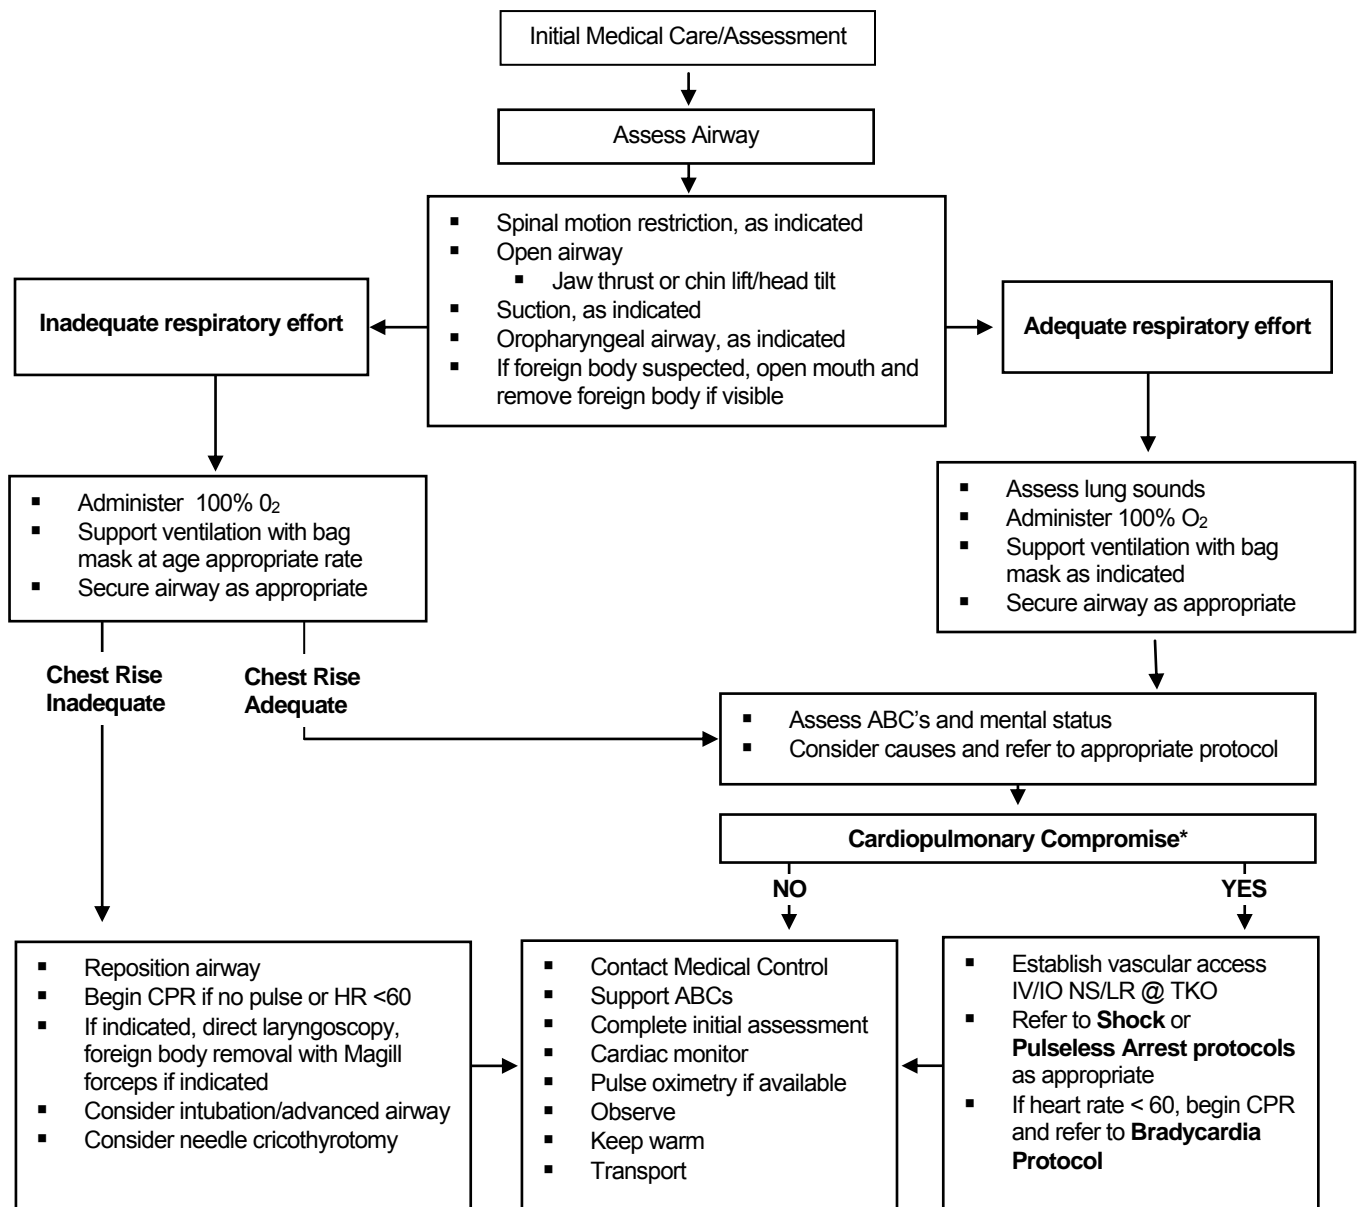 Initial Medical Care/Assessment
Assess Airway
▪ Spinal motion restriction, as indicated
▪ Open airway
▪ Jaw thrust or chin lift/head tilt
▪ Suction, as indicated
▪ Oropharyngeal airway, as indicated
▪ If foreign body suspected, open mouth and
remove foreign body if visible
Inadequate respiratory effort
Adequate respiratory effort
▪ Administer 100% 0₂
▪ Support ventilation with bag
mask at age appropriate rate
▪ Secure airway as appropriate
▪ Assess lung sounds
▪ Administer 100% O₂
▪ Support ventilation with bag
mask as indicated
▪ Secure airway as appropriate
Chest Rise
Inadequate
Chest Rise
Adequate
▪ Assess ABC’s and mental status
▪ Consider causes and refer to appropriate protocol
Cardiopulmonary Compromise*
NO
YES
▪ Reposition airway
▪ Begin CPR if no pulse or HR <60
▪ If indicated, direct laryngoscopy,
foreign body removal with Magill
forceps if indicated
▪ Consider intubation/advanced airway
▪ Consider needle cricothyrotomy
▪ Contact Medical Control
▪ Support ABCs
▪ Complete initial assessment
▪ Cardiac monitor
▪ Pulse oximetry if available
▪ Observe
▪ Keep warm
▪ Transport
▪ Establish vascular access
IV/IO NS/LR @ TKO
▪ Refer to Shock or
Pulseless Arrest protocols
as appropriate
▪ If heart rate < 60, begin CPR
and refer to Bradycardia
Protocol